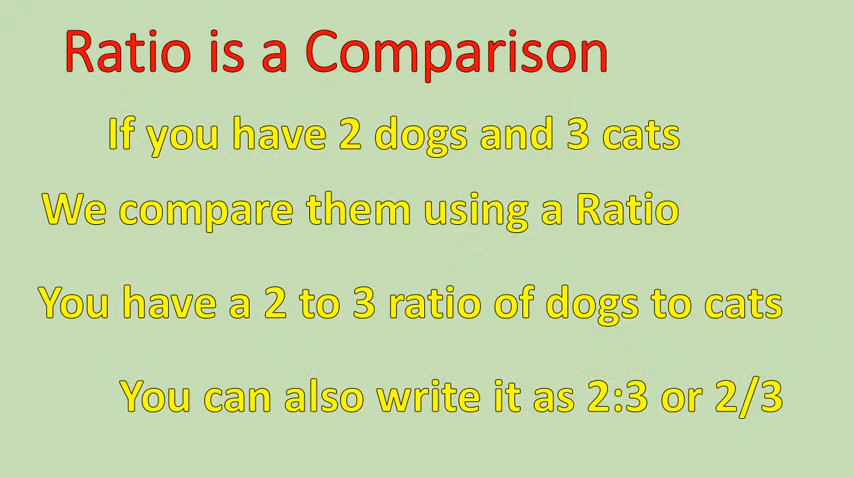 Ratio is a Comparison
If you have 2 dogs and 3 cats
We compare them using a Ratio
You have a 2 to 3 ratio of dogs to cats
You can also write it as 2:3 or 2/3